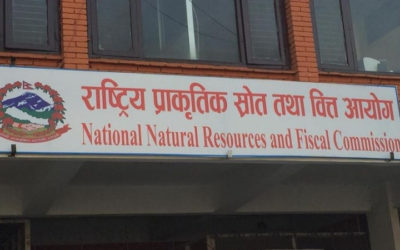 राष्ट्रिय प्राकृतिक स्रोत तथा वित्त आयोग
National Natural Resources and Fiscal Commission